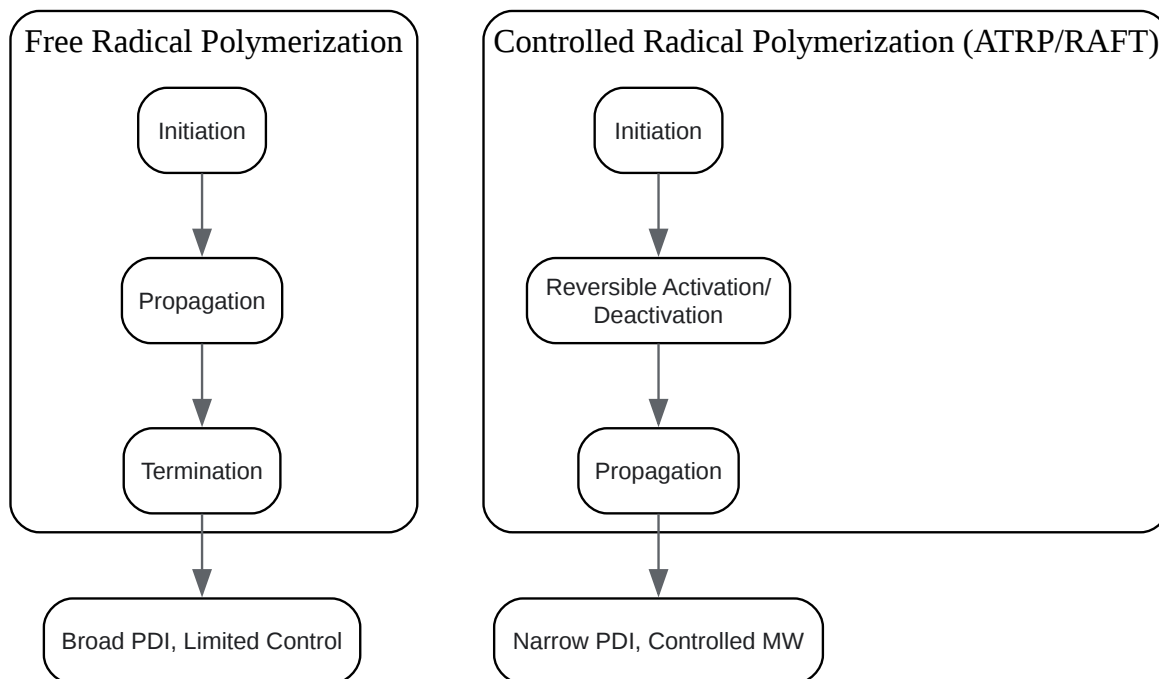 Free Radical Polymerization
Initiation
Propagation
Termination
Broad PDI, Limited Control
Controlled Radical Polymerization (ATRP/RAFT)
Initiation
Reversible Activation/
Deactivation
Propagation
Narrow PDI, Controlled MW